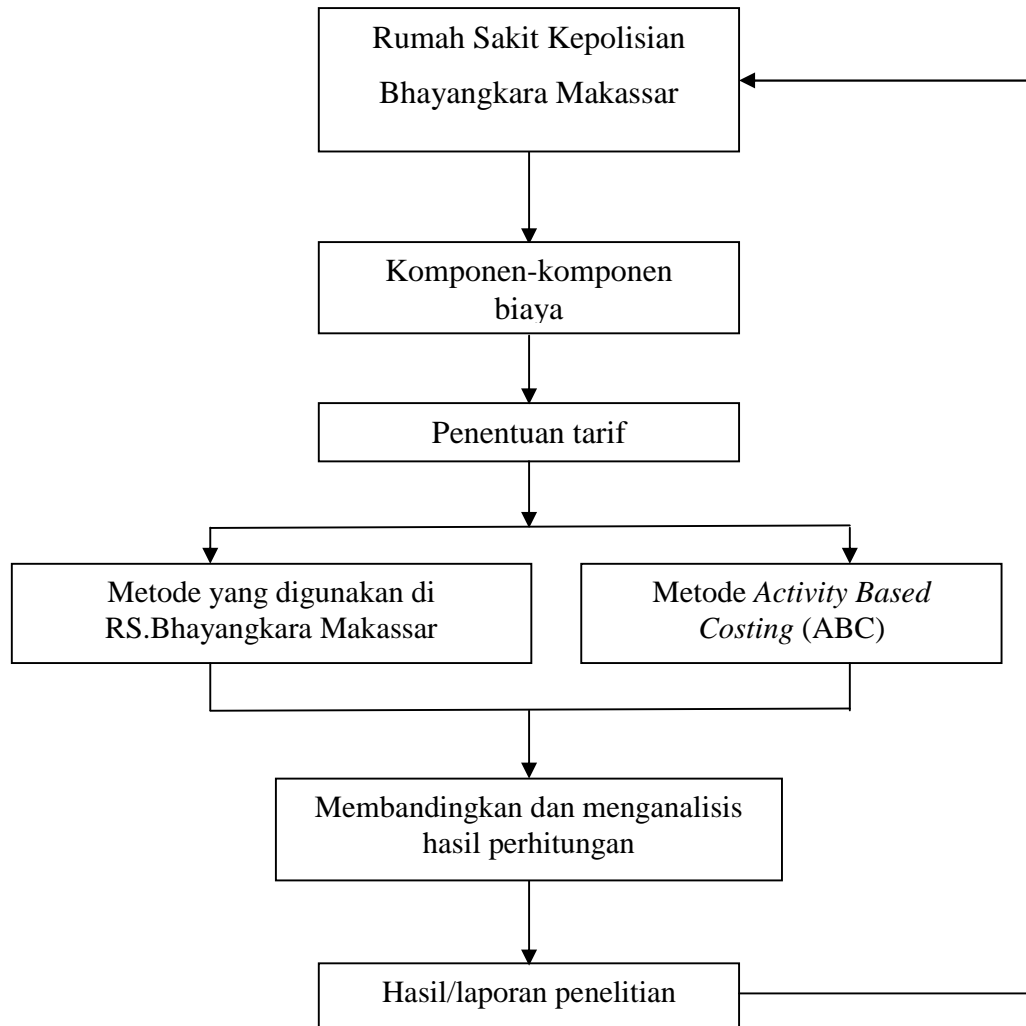 Rumah Sakit Kepolisian
Bhayangkara Makassar
Komponen-komponen
biaya
Penentuan tarif
Metode yang digunakan di
RS.Bhayangkara Makassar
Metode Activity Based
Costing (ABC)
Membandingkan dan menganalisis
hasil perhitungan
Hasil/laporan penelitian